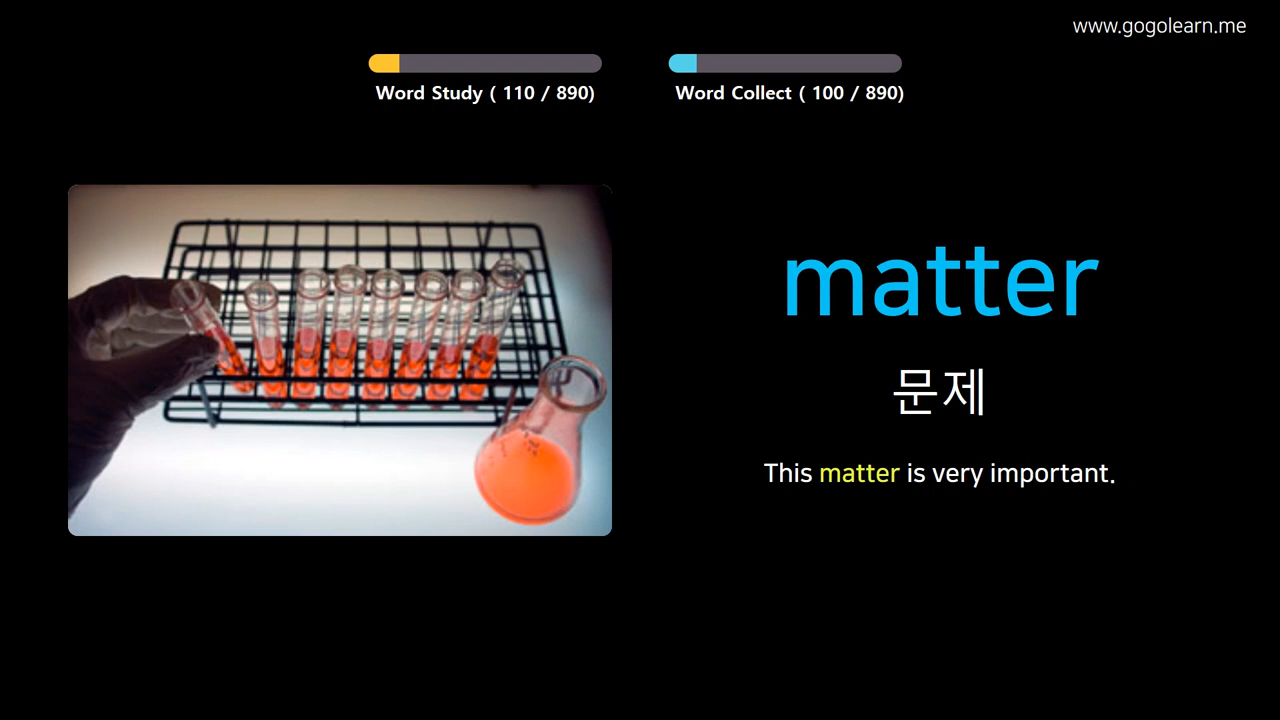 www.gogolearn.me
Word Study ( 110 / 890)
Word Collect ( 100 / 890)
matter
문제
This matter is very important.